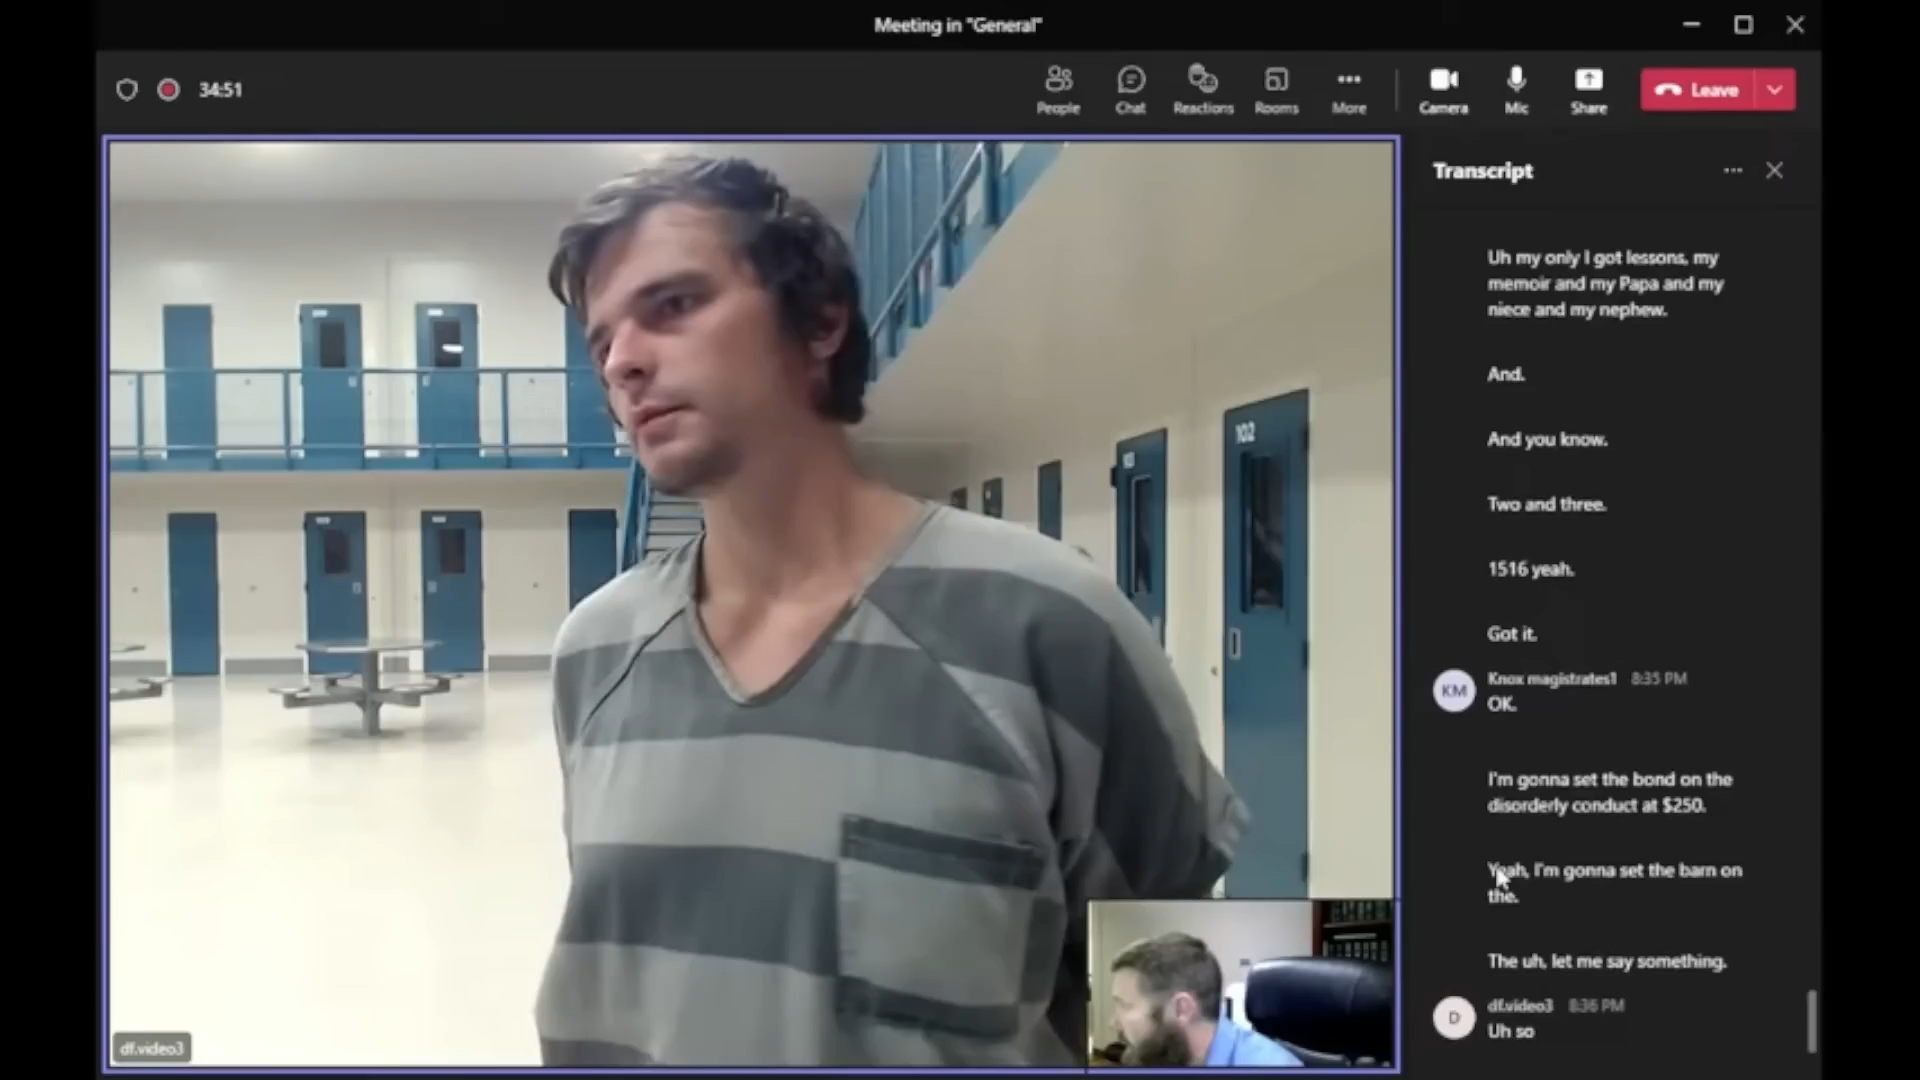 Meeting in "General"
34:51
People
Chat
Reactions
Rooms
More
Camera
Mic
Share
Leave
Transcript
Uh my only I got lessons, my
memoir and my Papa and my
niece and my nephew.
And.
And you know.
Two and three.
1516 yeah.
Got it.
KM
Knox magistrates1 8:35 PM
OK.
I'm gonna set the bond on the
disorderly conduct at $250.
Yeah, I'm gonna set the barn on
the.
The uh, let me say something.
D
df.video3 8:36 PM
Uh so
102
df.video3